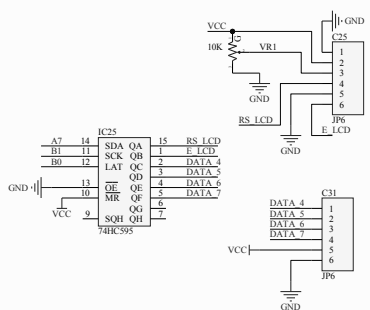 VCC
GND
C25
10K
G
VR1
1
2
3
4
5
6
GND
RS_LCD
GND
JP6
E_LCD
IC25
A7 14 SDA QA 15 RS_LCD
B1 11 SCK QB 1 E_LCD
B0 12 LAT QC 2 DATA_4
QD 3 DATA_5
GND 13 OE QE 4 DATA_6
VCC 10 MR QF 5 DATA_7
QG 6
9 SQH QH 7
74HC595
C31
DATA_4 1
DATA_5 2
DATA_6 3
DATA_7 4
VCC 5
6
JP6
GND